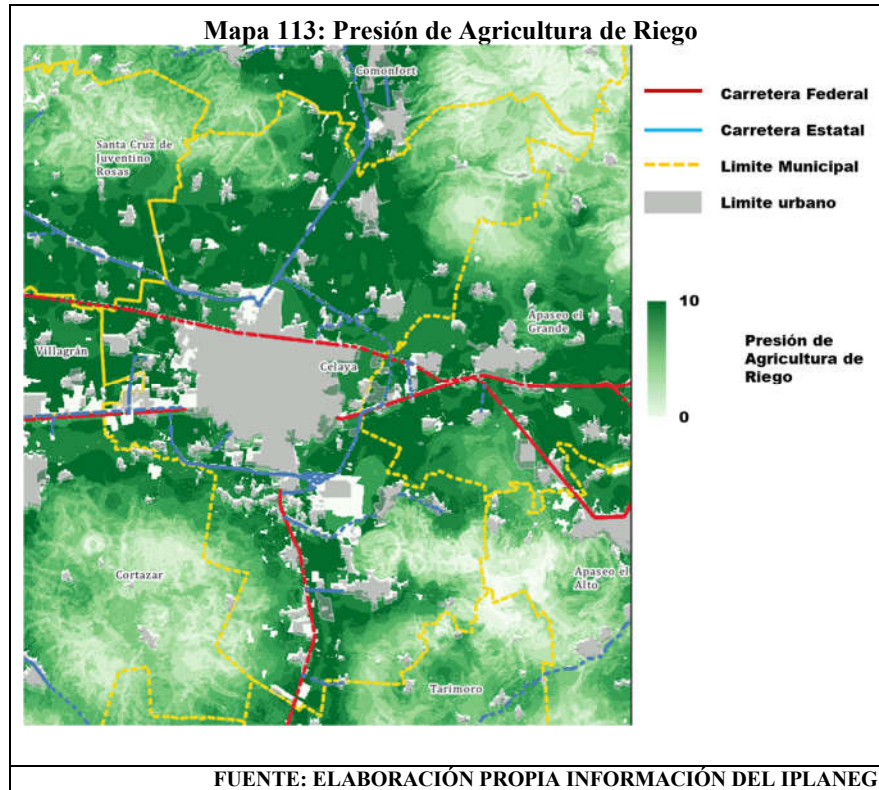 Mapa 113: Presión de Agricultura de Riego
Comonfort
Santa Cruz de
Juventino
Rosas
Apaseo el
Grande
Villagrán
Celaya
Cortazar
Apaseo el
Alto
Tarimoro
Carretera Federal
Carretera Estatal
Limite Municipal
Limite urbano
10
Presión de
Agricultura de
Riego
0
FUENTE: ELABORACIÓN PROPIA INFORMACIÓN DEL IPLANEG